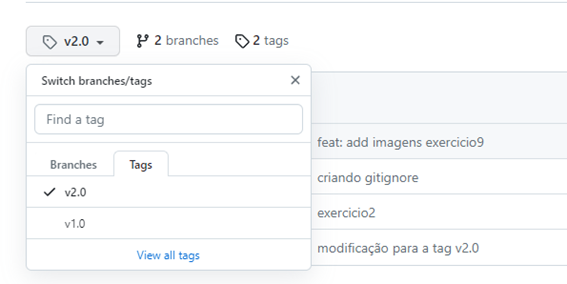 v2.0
2 branches
2 tags
Switch branches/tags
Find a tag
Branches
Tags
v2.0
v1.0
View all tags
feat: add imagens exercicio9
criando gitignore
exercicio2
modificação para a tag v2.0